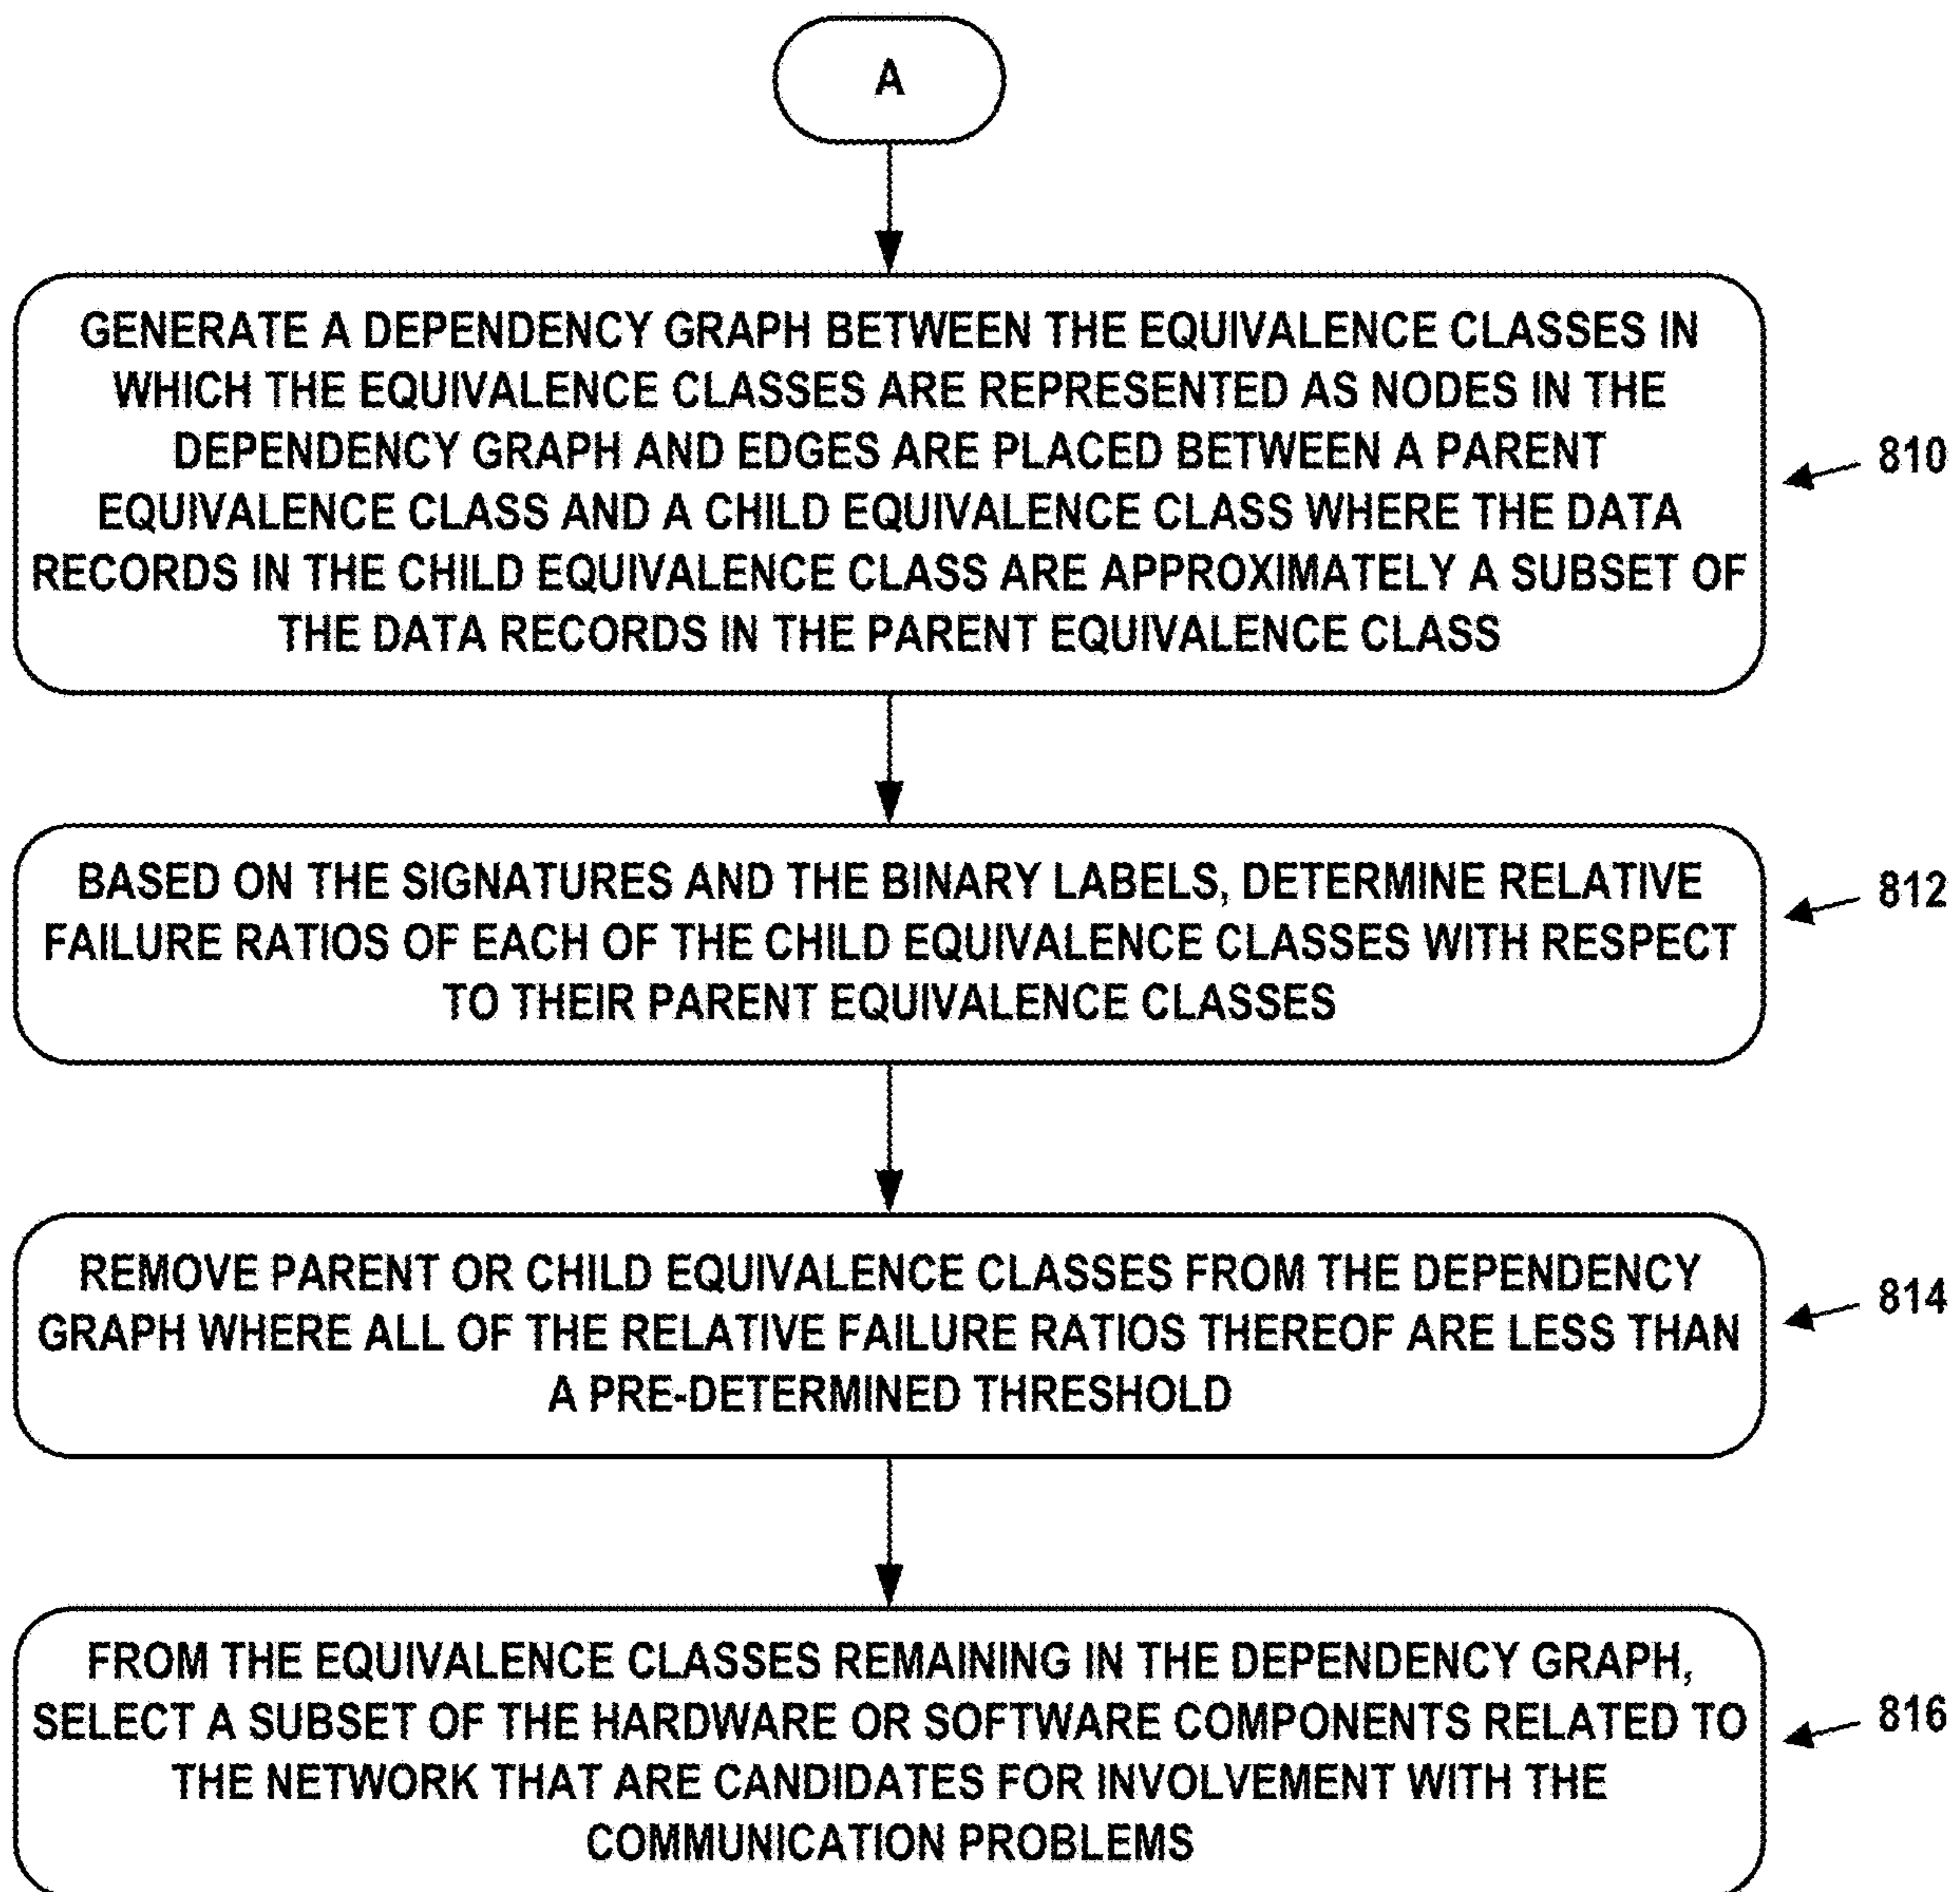 A
GENERATE A DEPENDENCY GRAPH BETWEEN THE EQUIVALENCE CLASSES IN
WHICH THE EQUIVALENCE CLASSES ARE REPRESENTED AS NODES IN THE
DEPENDENCY GRAPH AND EDGES ARE PLACED BETWEEN A PARENT
EQUIVALENCE CLASS AND A CHILD EQUIVALENCE CLASS WHERE THE DATA
RECORDS IN THE CHILD EQUIVALENCE CLASS ARE APPROXIMATELY A SUBSET OF
THE DATA RECORDS IN THE PARENT EQUIVALENCE CLASS
810
BASED ON THE SIGNATURES AND THE BINARY LABELS, DETERMINE RELATIVE
FAILURE RATIOS OF EACH OF THE CHILD EQUIVALENCE CLASSES WITH RESPECT
TO THEIR PARENT EQUIVALENCE CLASSES
812
REMOVE PARENT OR CHILD EQUIVALENCE CLASSES FROM THE DEPENDENCY
GRAPH WHERE ALL OF THE RELATIVE FAILURE RATIOS THEREOF ARE LESS THAN
A PRE-DETERMINED THRESHOLD
814
FROM THE EQUIVALENCE CLASSES REMAINING IN THE DEPENDENCY GRAPH,
SELECT A SUBSET OF THE HARDWARE OR SOFTWARE COMPONENTS RELATED TO
THE NETWORK THAT ARE CANDIDATES FOR INVOLVEMENT WITH THE
COMMUNICATION PROBLEMS
816